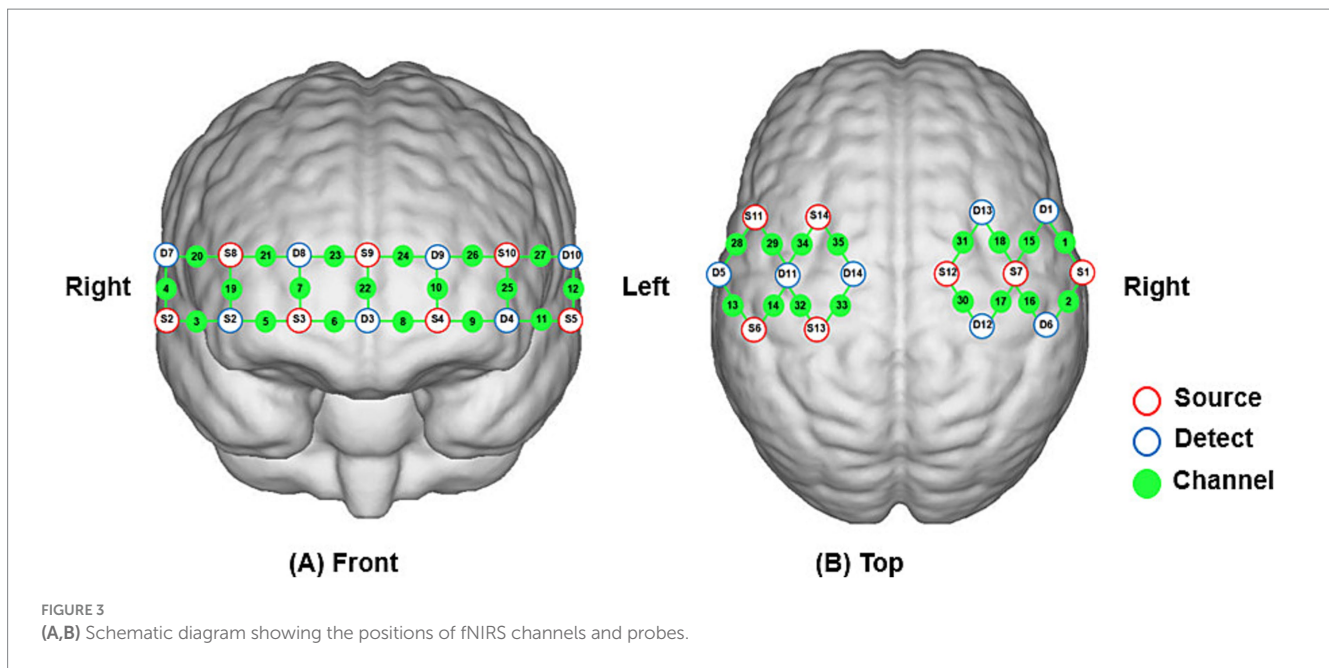 D7 20 S8 21 D8 23 S9 24 D9 26 S10 27 D10
Right 4 19 7 22 10 25 12 Left
S2 3 S2 5 S3 6 D3 8 S4 9 D4 11 S5
(A) Front
S11 S14 D13 D1
28 29 34 35 31 18 15 1
D5 D11 D14 S12 S7 S1
Right
13 14 32 33 30 17 16 2
S6 S13 D12 D6
Source
Detect
Channel
(B) Top
FIGURE 3
(A,B) Schematic diagram showing the positions of fNIRS channels and probes.